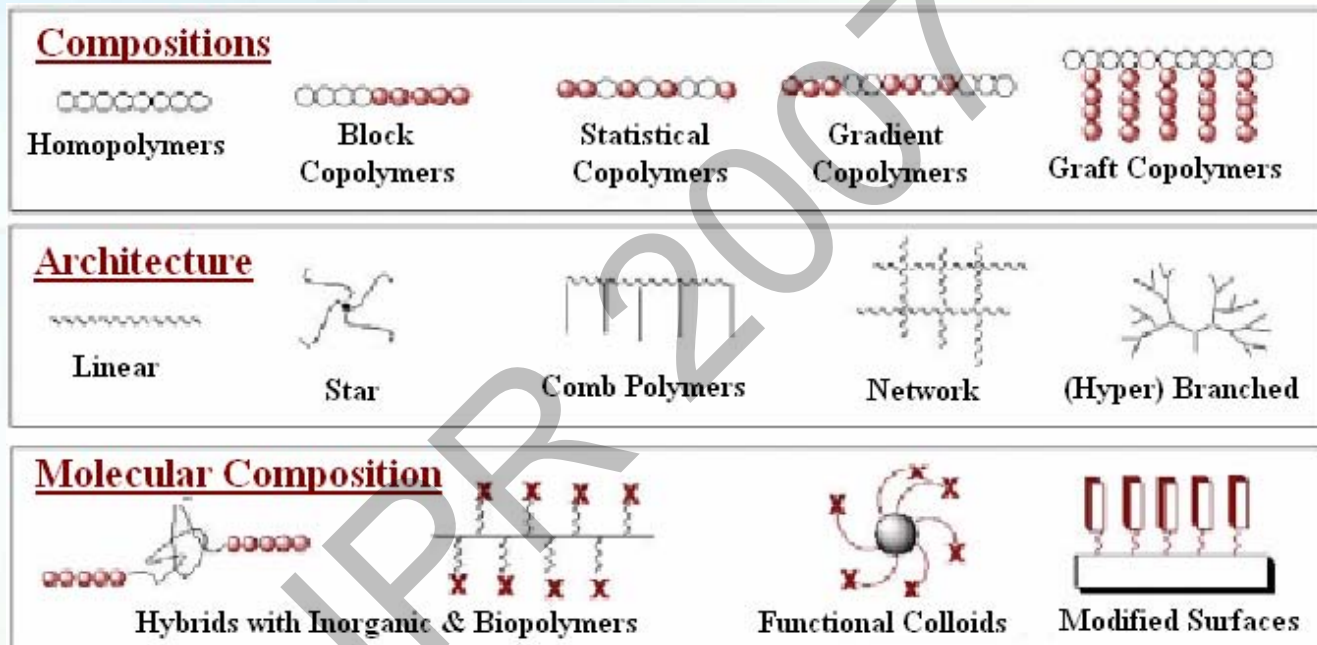 Compositions
Homopolymers
Block
Copolymers
Statistical
Copolymers
Gradient
Copolymers
Graft Copolymers
Architecture
Linear
Star
Comb Polymers
Network
(Hyper) Branched
Molecular Composition
X X X X
X X X X
Hybrids with Inorganic & Biopolymers
X X X X X X
Functional Colloids
Modified Surfaces
IPR 2007